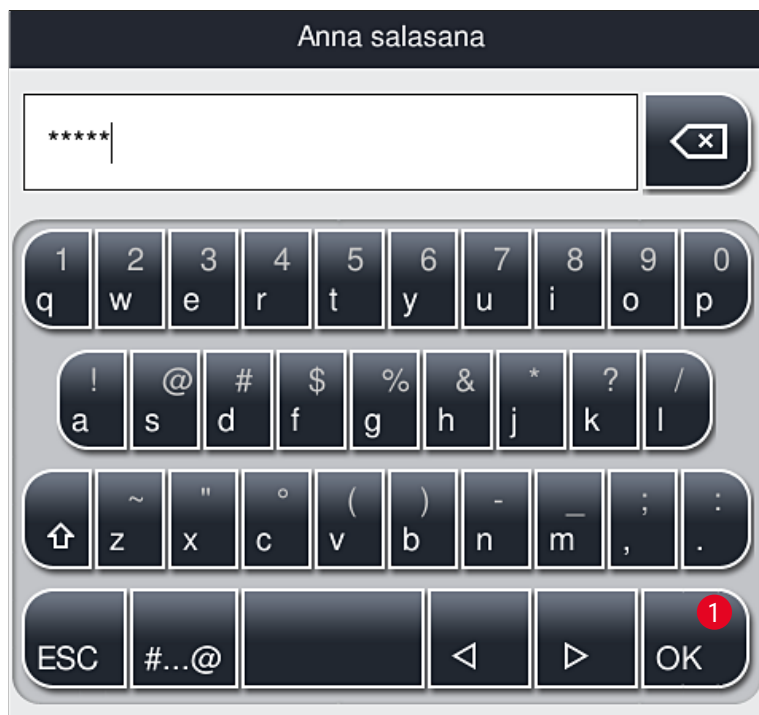 Anna salasana
*****
1 2 3 4 5 6 7 8 9 0
q w e r t y u i o p
! @ # $ % & * ? /
a s d f g h j k l
~ " ° ( ) - _ ; :
z x c v b n m , .
1
ESC #...@ OK